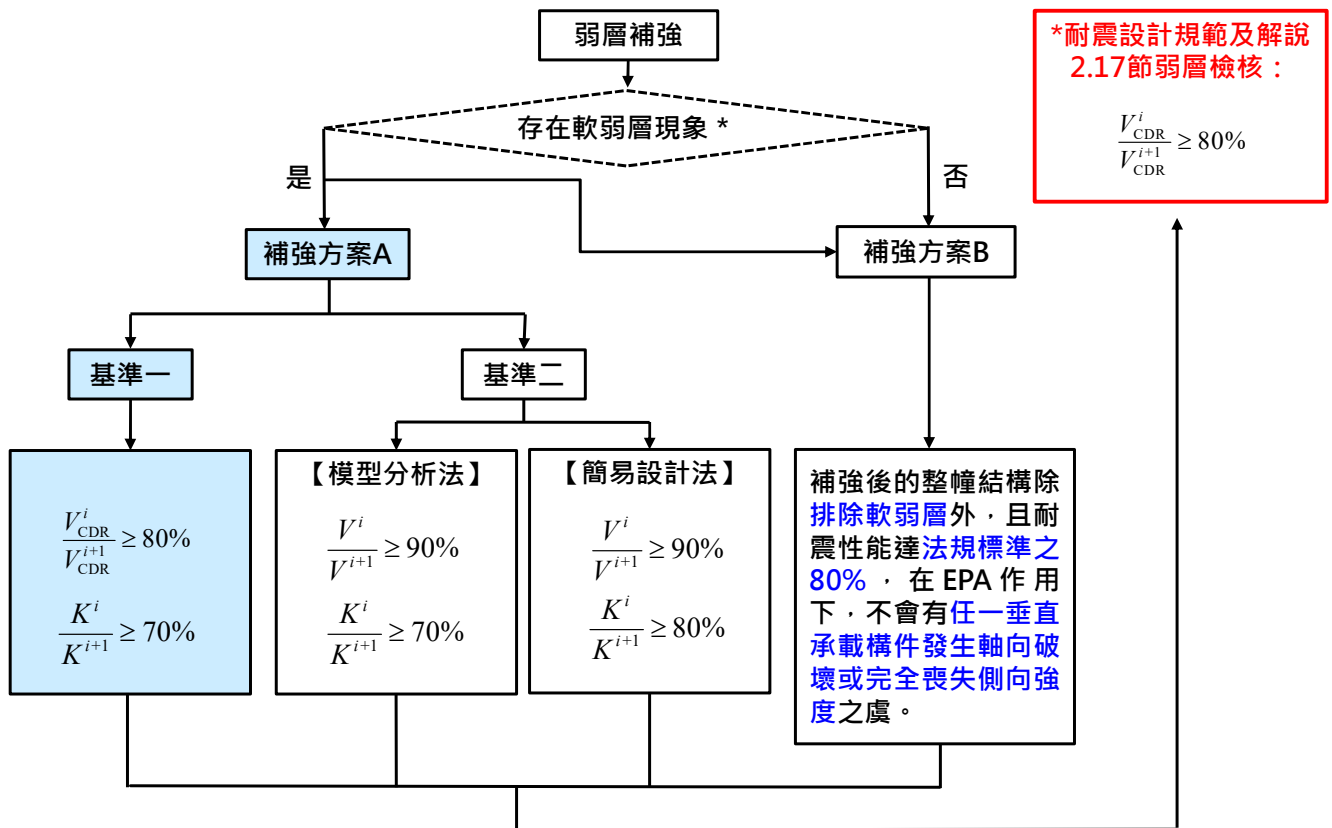 弱層補強
存在軟弱層現象 *
是
否
*耐震設計規範及解說
2.17節弱層檢核：
V^i_CDR / V^{i+1}_CDR ≥ 80%
補強方案A
補強方案B
基準一
基準二
V^i_CDR / V^{i+1}_CDR ≥ 80%
K^i / K^{i+1} ≥ 70%
【模型分析法】
V^i / V^{i+1} ≥ 90%
K^i / K^{i+1} ≥ 70%
【簡易設計法】
V^i / V^{i+1} ≥ 90%
K^i / K^{i+1} ≥ 80%
補強後的整幢結構除
排除軟弱層外，且耐
震性能達法規標準之
80%，在EPA作用
下，不會有任一垂直
承載構件發生軸向破
壞或完全喪失側向強
度之虞。